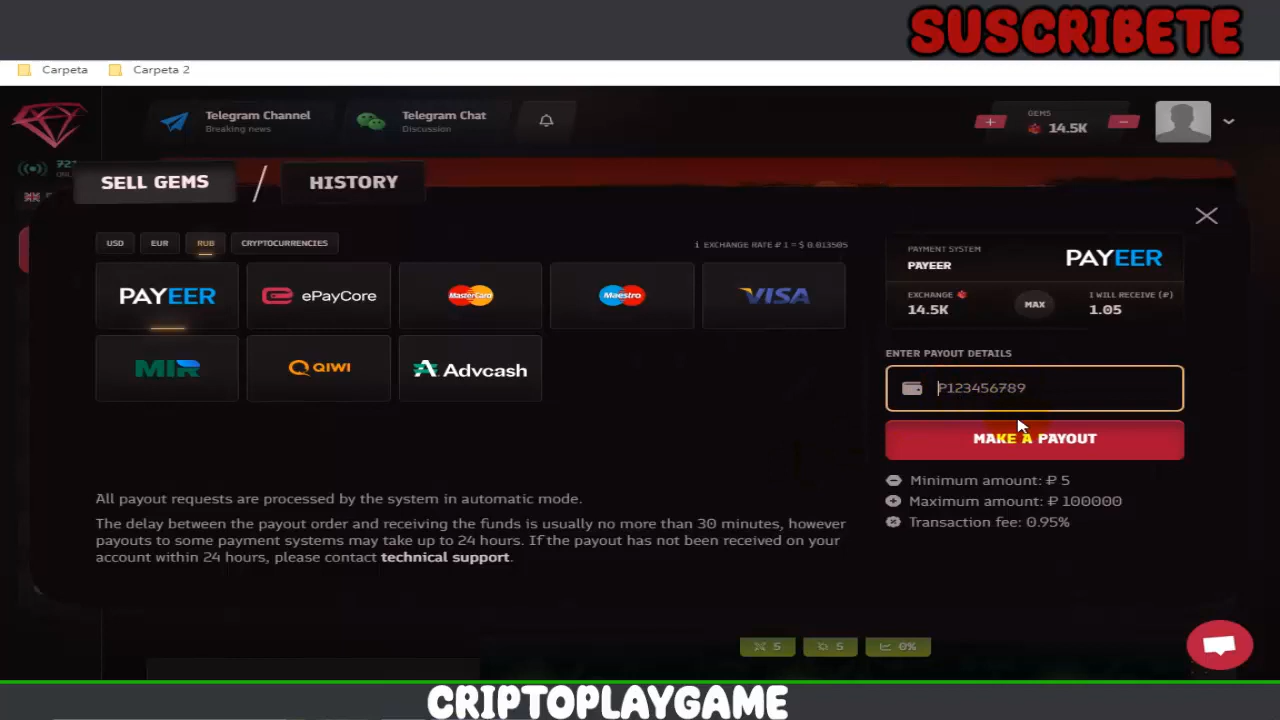 SUSCRIBETE
Carpeta Carpeta 2
Telegram Channel
Breaking news
Telegram Chat
Discussion
GEMS
14.5K
SELL GEMS / HISTORY
USD EUR RUB CRYPTOCURRENCIES
EXCHANGE RATE ₽ 1 = $ 0.013505
PAYEER
ePayCore
MasterCard
Maestro
VISA
MIR
QIWI
Advcash
PAYMENT SYSTEM
PAYEER
PAYEER
EXCHANGE
14.5K
MAX
I WILL RECEIVE (₽)
1.05
ENTER PAYOUT DETAILS
P123456789
MAKE A PAYOUT
Minimum amount: ₽ 5
Maximum amount: ₽ 100000
Transaction fee: 0.95%
All payout requests are processed by the system in automatic mode.
The delay between the payout order and receiving the funds is usually no more than 30 minutes, however
payouts to some payment systems may take up to 24 hours. If the payout has not been received on your
account within 24 hours, please contact technical support.
5 5 0%
CRIPTOPLAYGAME